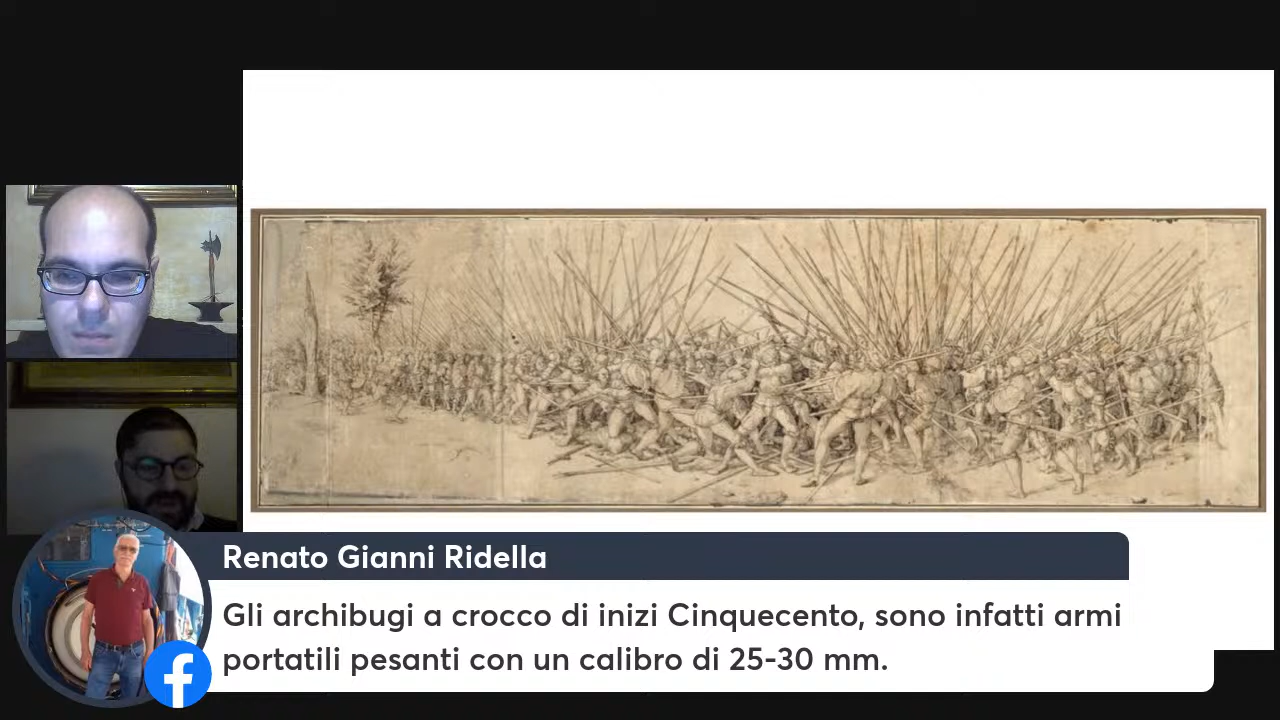 Renato Gianni Ridella
Gli archibugi a crocco di inizi Cinquecento, sono infatti armi
portatili pesanti con un calibro di 25-30 mm.